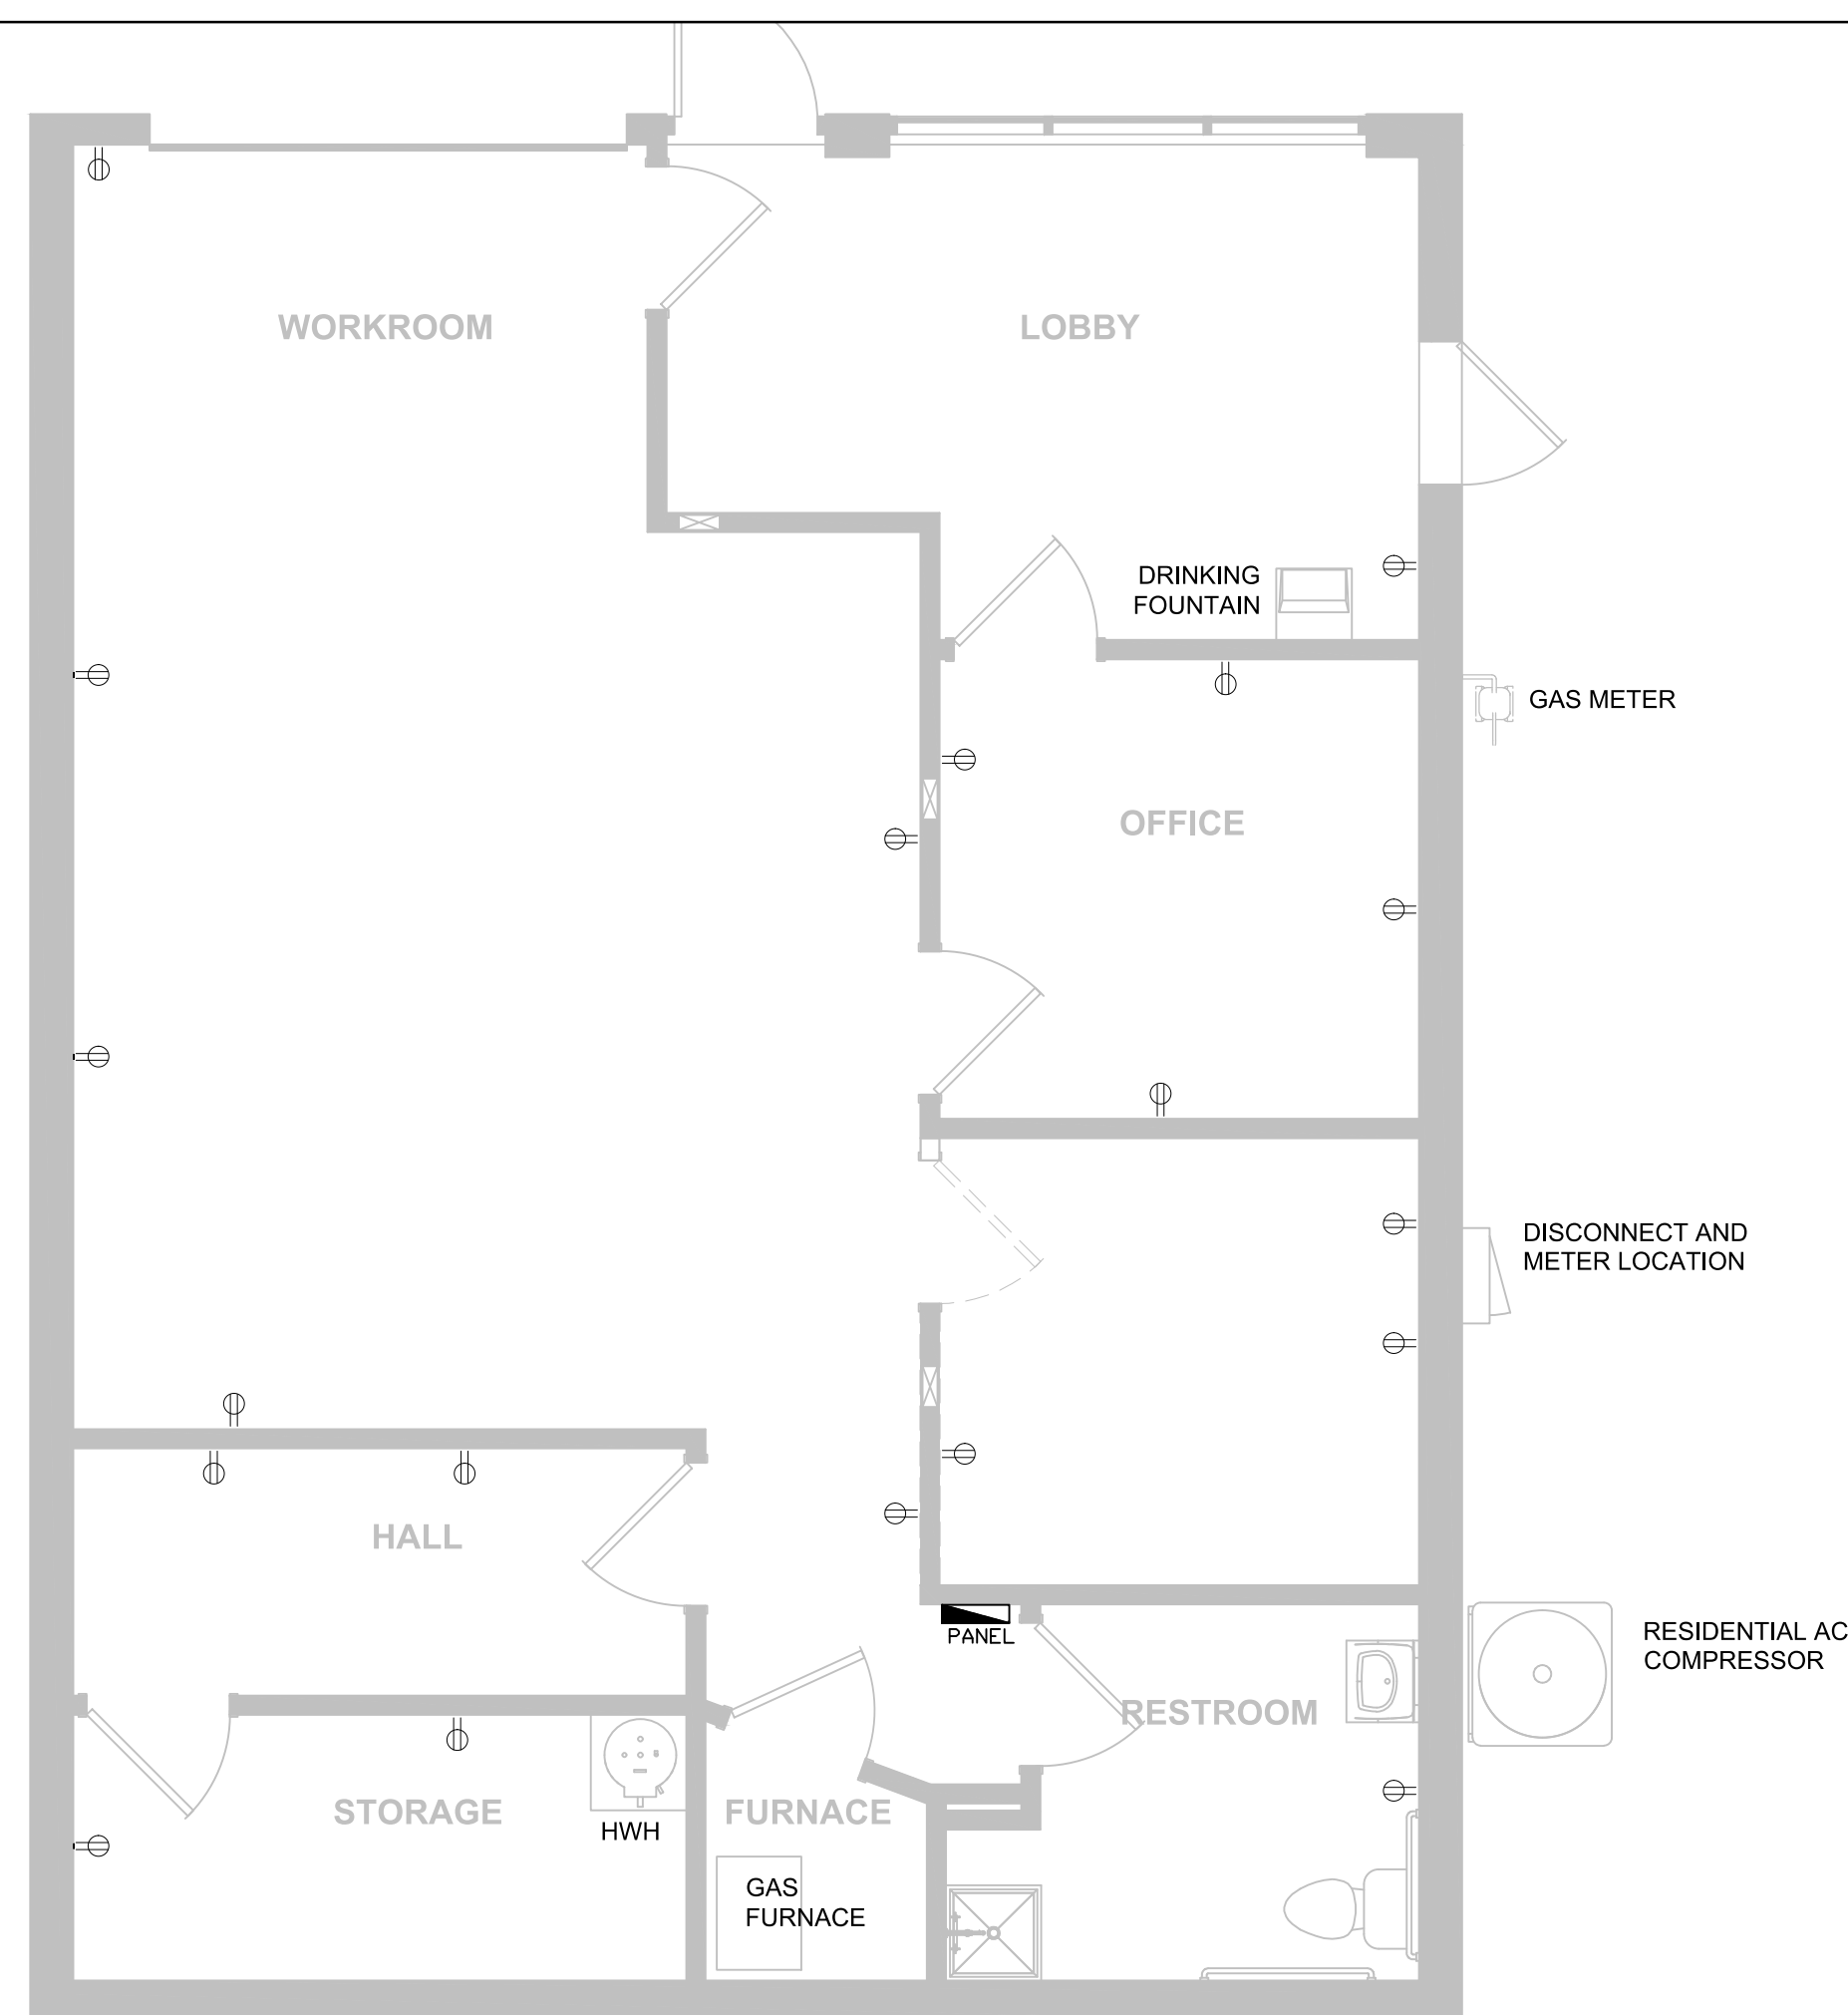 WORKROOM
LOBBY
DRINKING
FOUNTAIN
GAS METER
OFFICE
DISCONNECT AND
METER LOCATION
HALL
PANEL
RESIDENTIAL AC
COMPRESSOR
RESTROOM
STORAGE
HWH
FURNACE
GAS
FURNACE